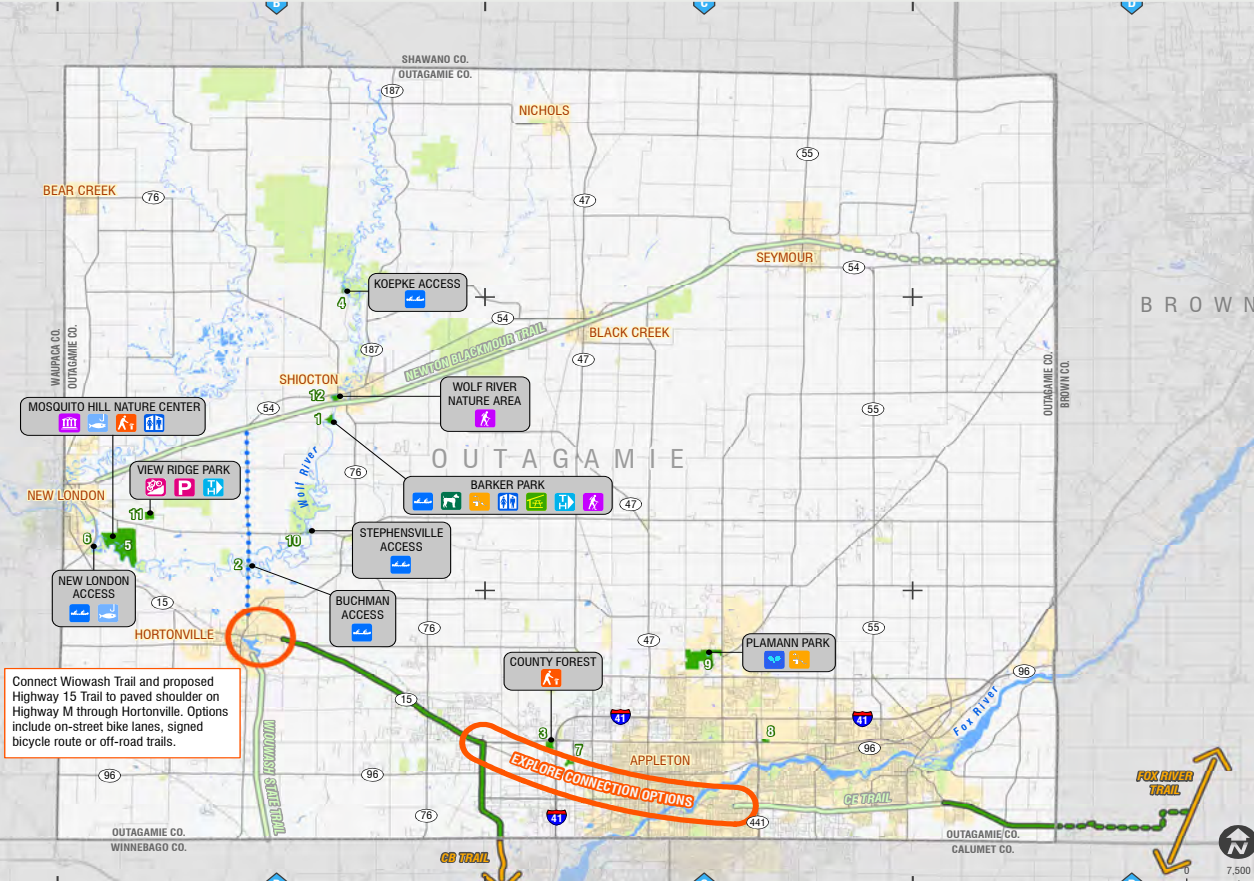 B
C
D
SHAWANO CO.
OUTAGAMIE CO.
187
NICHOLS
55
BEAR CREEK
76
47
SEYMOUR
54
KOEPKE ACCESS
4
BROWN
54
BLACK CREEK
NEWTON BLACKMOUR TRAIL
187
47
WAUPACA CO.
OUTAGAMIE CO.
OUTAGAMIE CO.
BROWN CO.
SHIOCTON
12
WOLF RIVER
NATURE AREA
MOSQUITO HILL NATURE CENTER
54
1
55
OUTAGAMIE
Wolf River
76
VIEW RIDGE PARK
P
TH
BARKER PARK
TH
NEW LONDON
47
11
6
5
10
STEPHENSVILLE
ACCESS
2
NEW LONDON
ACCESS
BUCHMAN
ACCESS
15
HORTONVILLE
76
47
55
PLAMANN PARK
9
COUNTY FOREST
96
Connect Wiowash Trail and proposed
Highway 15 Trail to paved shoulder on
Highway M through Hortonville. Options
include on-street bike lanes, signed
bicycle route or off-road trails.
15
41
41
Fox River
3
7
8
96
APPLETON
EXPLORE CONNECTION OPTIONS
WIOWASH STATE TRAIL
96
96
FOX RIVER
TRAIL
CE TRAIL
76
41
441
OUTAGAMIE CO.
WINNEBAGO CO.
OUTAGAMIE CO.
CALUMET CO.
CB TRAIL
N
0
7,500